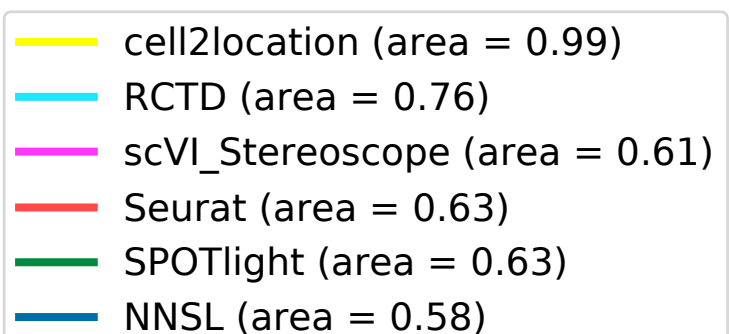 cell2location (area = 0.99)
RCTD (area = 0.76)
scVI_Stereoscope (area = 0.61)
Seurat (area = 0.63)
SPOTlight (area = 0.63)
NNSL (area = 0.58)